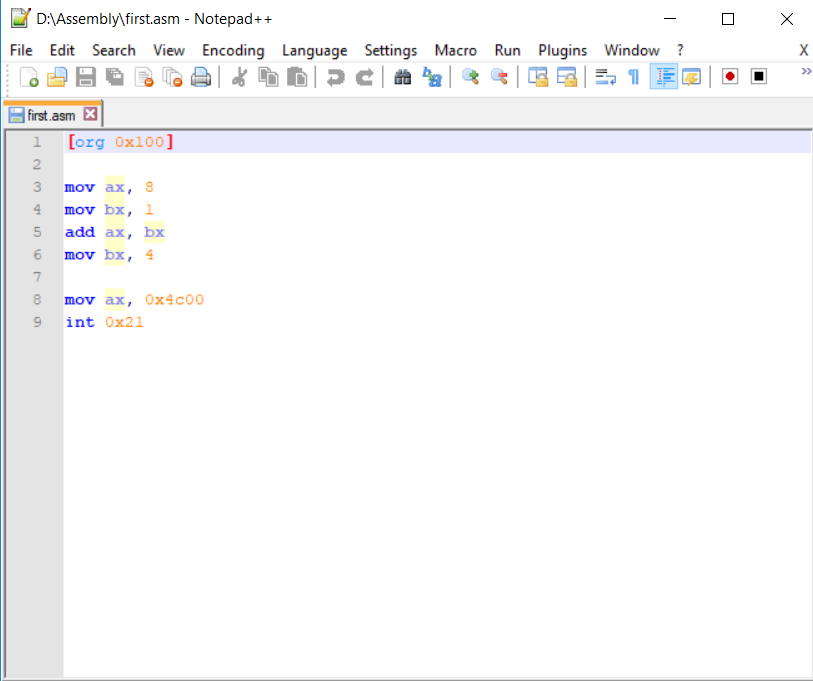 D:\Assembly\first.asm - Notepad++
File Edit Search View Encoding Language Settings Macro Run Plugins Window ? X
first.asm
1 [org 0x100]
2
3 mov ax, 8
4 mov bx, 1
5 add ax, bx
6 mov bx, 4
7
8 mov ax, 0x4c00
9 int 0x21